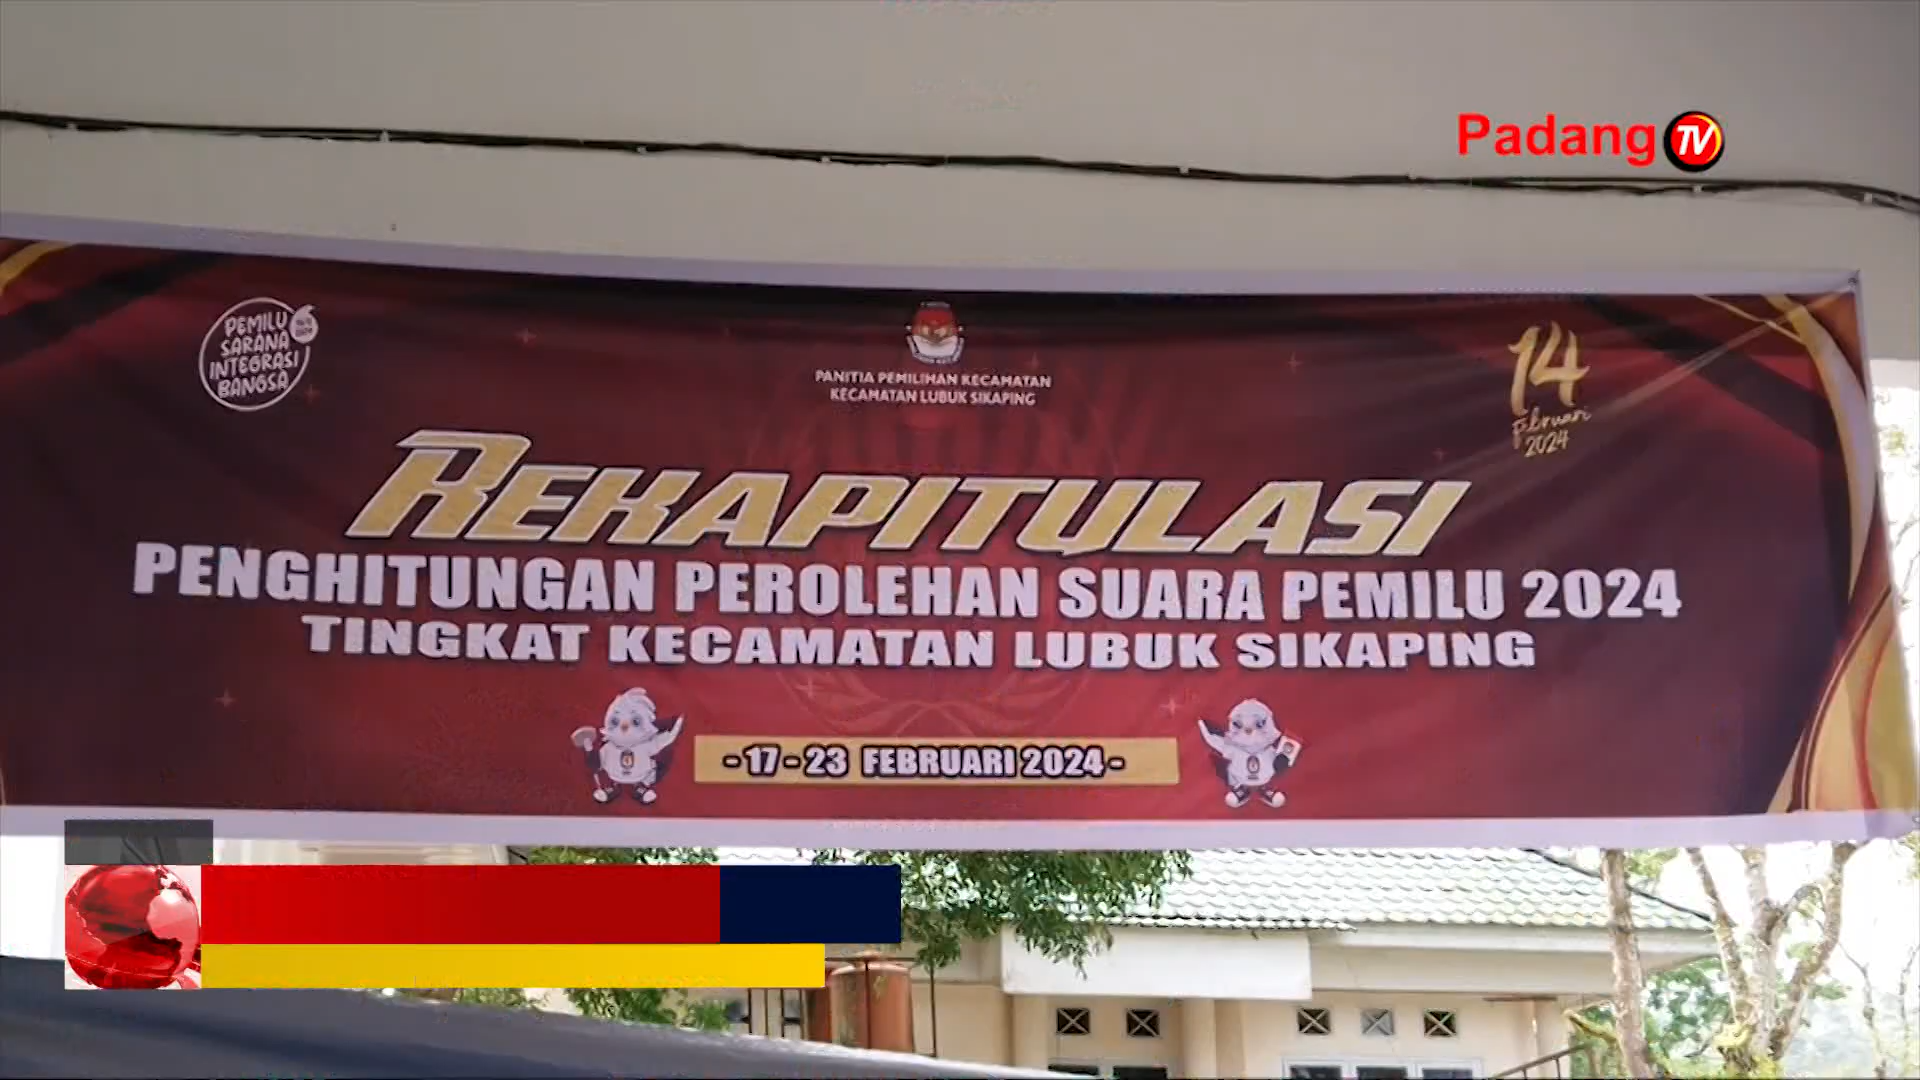 Padang TV
PEMILU
SARANA
INTEGRASI
BANGSA
PANITIA PEMILIHAN KECAMATAN
KECAMATAN LUBUK SIKAPING
14
Februari
2024
REKAPITULASI
PENGHITUNGAN PEROLEHAN SUARA PEMILU 2024
TINGKAT KECAMATAN LUBUK SIKAPING
- 17 - 23 FEBRUARI 2024 -